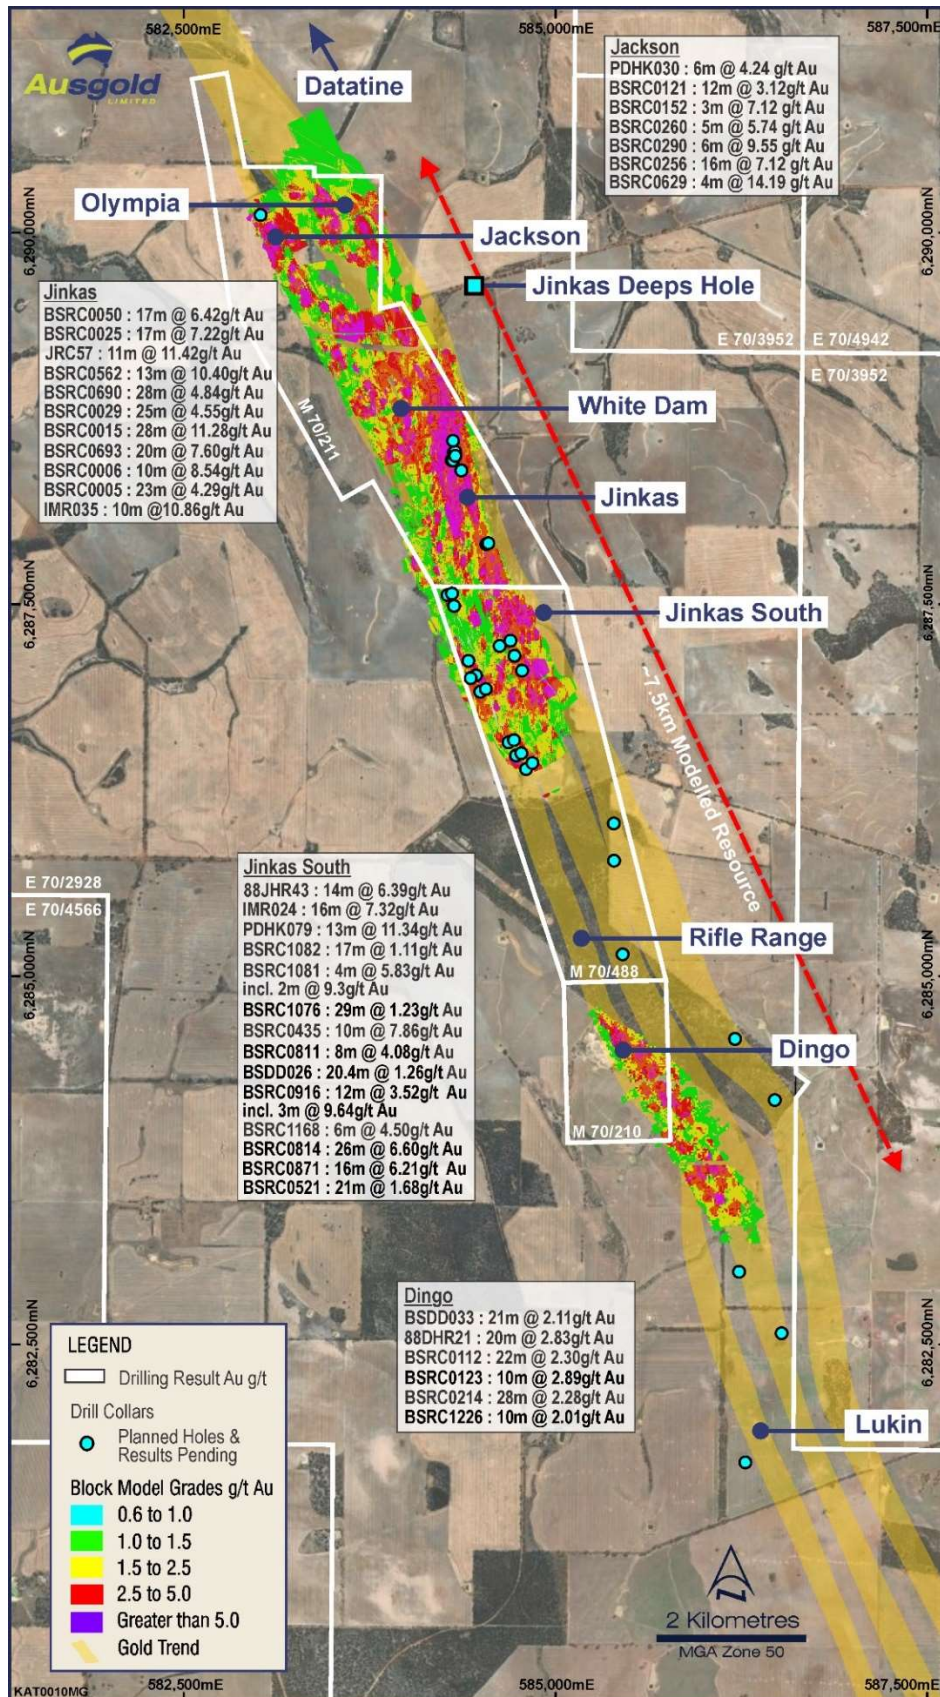 582,500mE
585,000mE
587,500mE
Ausgold
LIMITED
Datatine
Jackson
PDHK030 : 6m @ 4.24 g/t Au
BSRC0121 : 12m @ 3.12g/t Au
BSRC0152 : 3m @ 7.12 g/t Au
BSRC0260 : 5m @ 5.74 g/t Au
BSRC0290 : 6m @ 9.55 g/t Au
BSRC0256 : 16m @ 7.12 g/t Au
BSRC0629 : 4m @ 14.19 g/t Au
Olympia
Jackson
6,290,000mN
6,290,000mN
Jinkas Deeps Hole
Jinkas
BSRC0050 : 17m @ 6.42g/t Au
BSRC0025 : 17m @ 7.22g/t Au
JRC57 : 11m @ 11.42g/t Au
BSRC0562 : 13m @ 10.40g/t Au
BSRC0690 : 28m @ 4.84g/t Au
BSRC0029 : 25m @ 4.55g/t Au
BSRC0015 : 28m @ 11.28g/t Au
BSRC0693 : 20m @ 7.60g/t Au
BSRC0006 : 10m @ 8.54g/t Au
BSRC0005 : 23m @ 4.29g/t Au
IMR035 : 10m @10.86g/t Au
E 70/3952
E 70/4942
E 70/3952
White Dam
M 70/211
Jinkas
Jinkas South
6,287,500mN
6,287,500mN
~7.5km Modelled Resource
E 70/2928
E 70/4566
Jinkas South
88JHR43 : 14m @ 6.39g/t Au
IMR024 : 16m @ 7.32g/t Au
PDHK079 : 13m @ 11.34g/t Au
BSRC1082 : 17m @ 1.11g/t Au
BSRC1081 : 4m @ 5.83g/t Au
incl. 2m @ 9.3g/t Au
BSRC1076 : 29m @ 1.23g/t Au
BSRC0435 : 10m @ 7.86g/t Au
BSRC0811 : 8m @ 4.08g/t Au
BSDD026 : 20.4m @ 1.26g/t Au
BSRC0916 : 12m @ 3.52g/t Au
incl. 3m @ 9.64g/t Au
BSRC1168 : 6m @ 4.50g/t Au
BSRC0814 : 26m @ 6.60g/t Au
BSRC0871 : 16m @ 6.21g/t Au
BSRC0521 : 21m @ 1.68g/t Au
Rifle Range
M 70/488
6,285,000mN
6,285,000mN
Dingo
M 70/210
Dingo
BSDD033 : 21m @ 2.11g/t Au
88DHR21 : 20m @ 2.83g/t Au
BSRC0112 : 22m @ 2.30g/t Au
BSRC0123 : 10m @ 2.89g/t Au
BSRC0214 : 28m @ 2.28g/t Au
BSRC1226 : 10m @ 2.01g/t Au
6,282,500mN
6,282,500mN
Lukin
LEGEND
Drilling Result Au g/t
Drill Collars
Planned Holes &
Results Pending
Block Model Grades g/t Au
0.6 to 1.0
1.0 to 1.5
1.5 to 2.5
2.5 to 5.0
Greater than 5.0
Gold Trend
N
2 Kilometres
MGA Zone 50
KAT0010MG
582,500mE
585,000mE
587,500mE